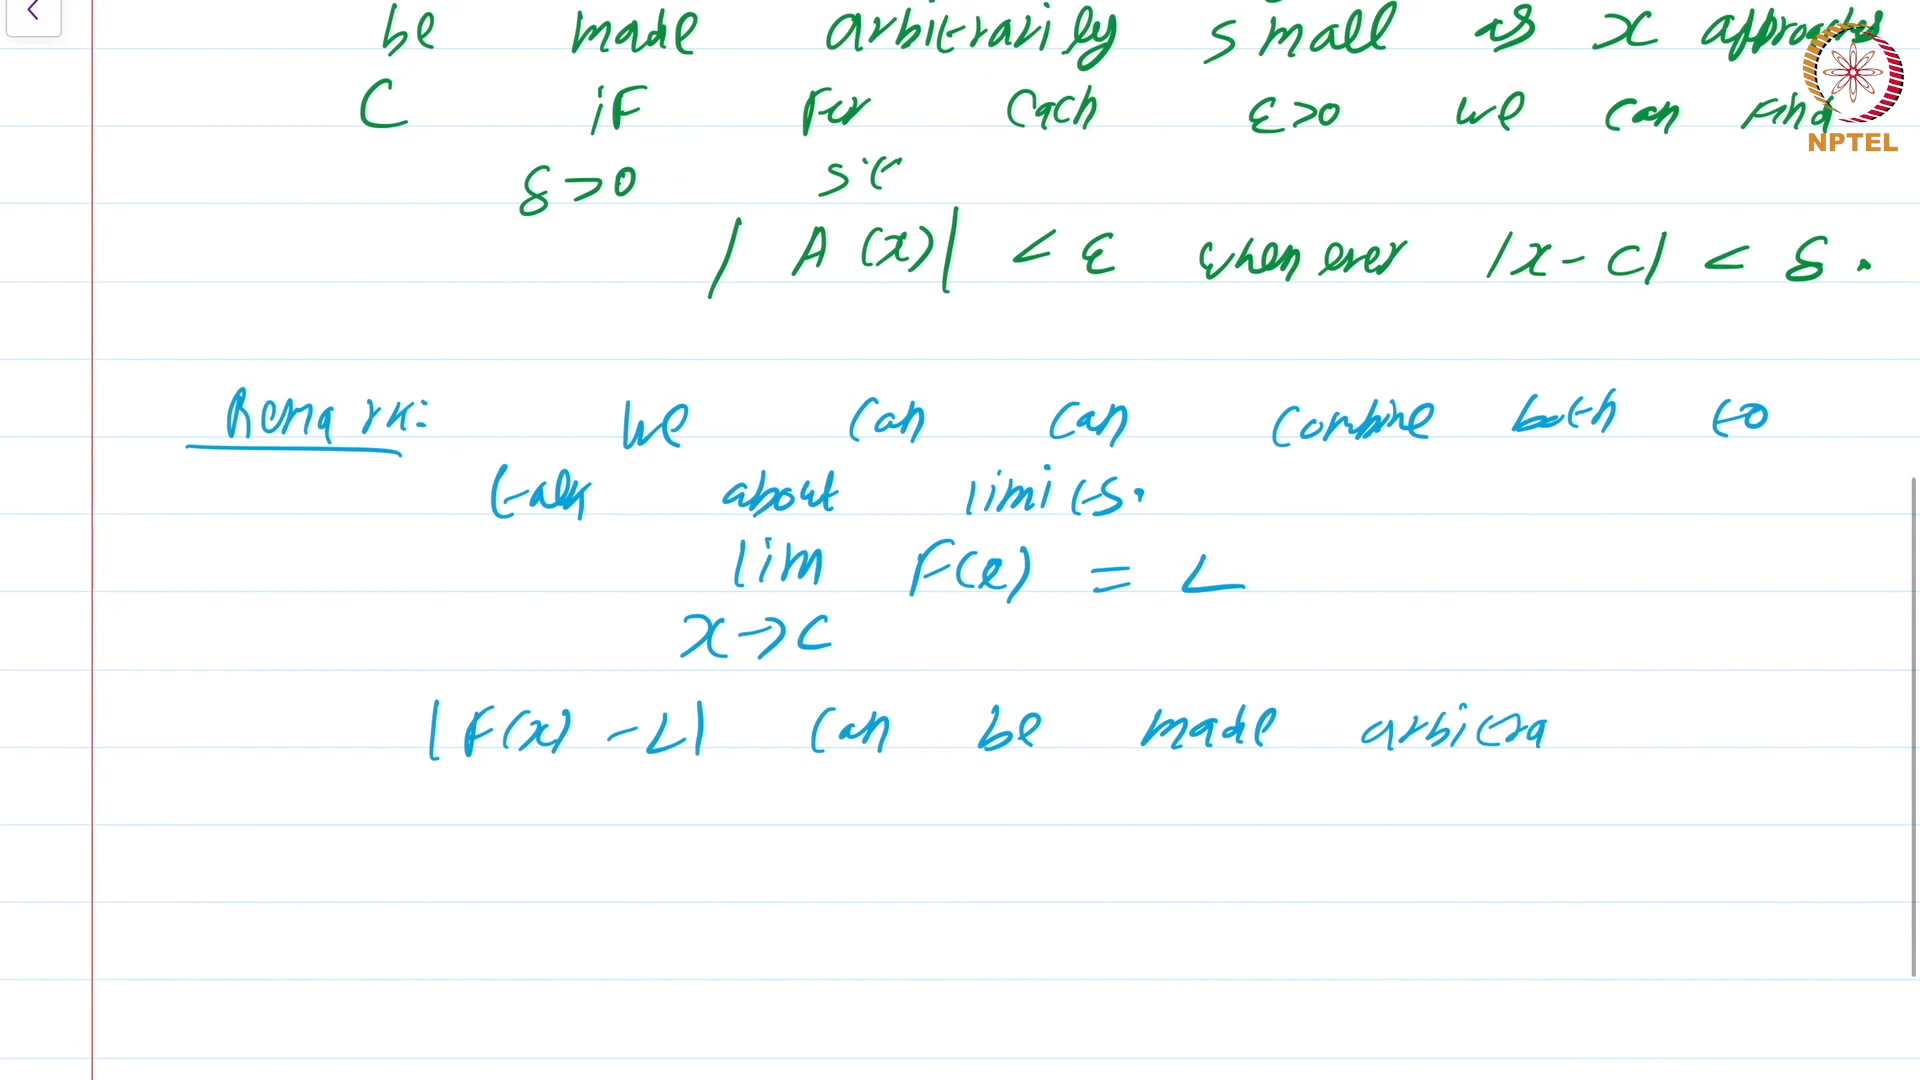 be made arbitrarily small as x approaches
C if for each ε>0 we can find
NPTEL
δ>0 s.t
|A(x)| < ε whenever |x-c| < δ.
Remark: We can can combine both to
talk about limits.
lim F(x) = L
x→c
|F(x) - L| can be made arbitra